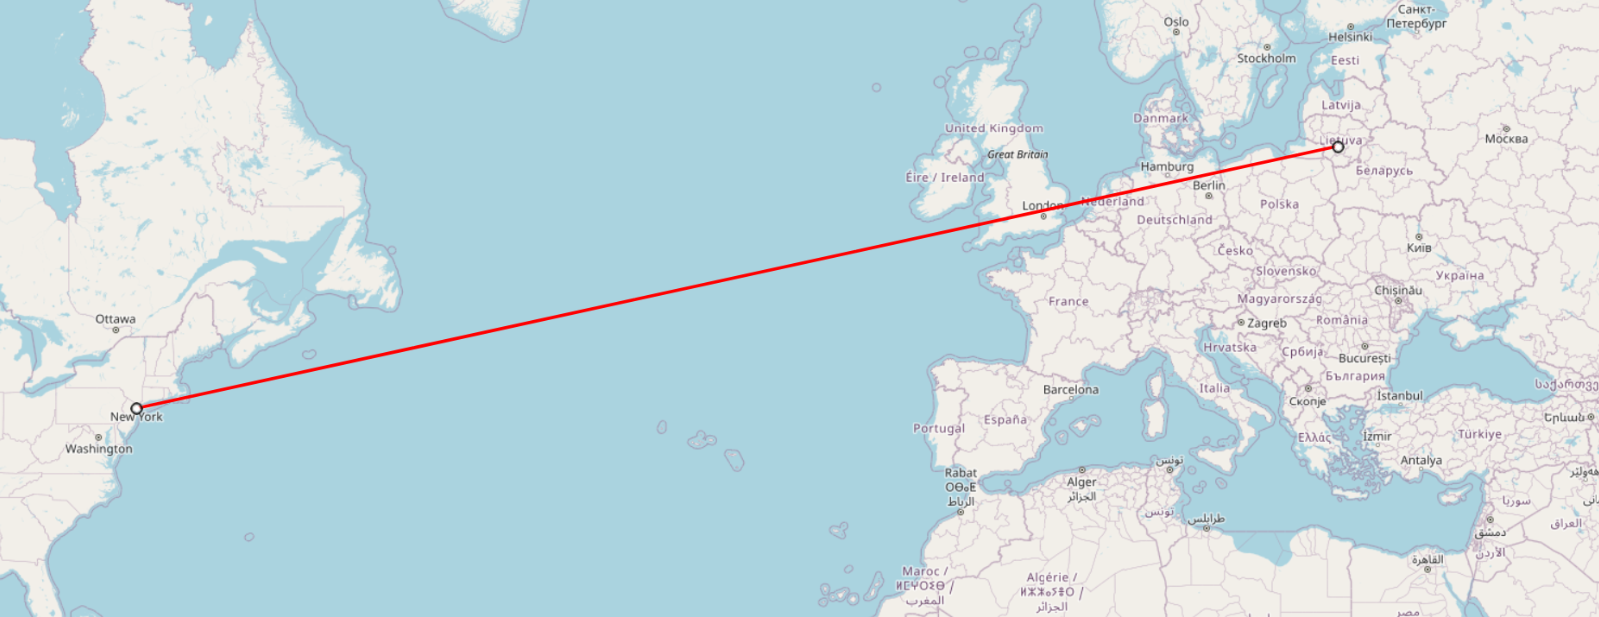 Санкт-
Петербург
Oslo
Helsinki
Stockholm
Eesti
Latvija
Danmark
United Kingdom
Москва
Lietuva
Great Britain
Hamburg
Беларусь
Éire / Ireland
Berlin
London
Nederland
Polska
Deutschland
Київ
Česko
Slovensko
Україна
Chișinău
France
Magyarország
Ottawa
Zagreb
România
Hrvatska
Србија
București
България
Barcelona
Italia
საქართვ
İstanbul
Скопје
New York
España
Portugal
Ελλάς
İzmir
Türkiye
Washington
Antalya
تونس
Rabat
ⵔⴱⴰⵟ
الرباط
Alger
الجزائر
سوريا
تونس
طرابلس
العراق
دمشق
الأردن
القاهرة
Maroc /
ⵍⵎⵖⵔⵉⴱ /
المغرب
Algérie /
الجزائر
مصر